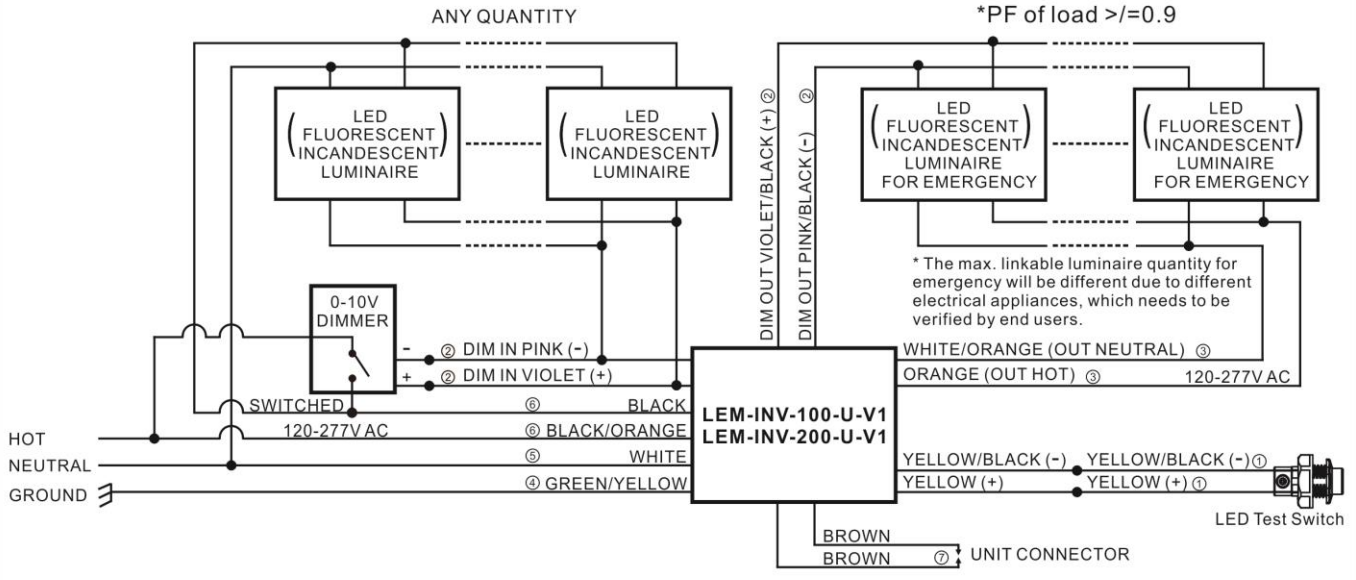 ANY QUANTITY
*PF of load >/=0.9
LED
FLUORESCENT
INCANDESCENT
LUMINAIRE
LED
FLUORESCENT
INCANDESCENT
LUMINAIRE
DIM OUT VIOLET/BLACK (+) ②
DIM OUT PINK/BLACK (-) ②
LED
FLUORESCENT
INCANDESCENT
LUMINAIRE
FOR EMERGENCY
LED
FLUORESCENT
INCANDESCENT
LUMINAIRE
FOR EMERGENCY
* The max. linkable luminaire quantity for
emergency will be different due to different
electrical appliances, which needs to be
verified by end users.
0-10V
DIMMER
- ② DIM IN PINK (-)
+ ② DIM IN VIOLET (+)
SWITCHED ⑥ BLACK
HOT 120-277V AC ⑥ BLACK/ORANGE
NEUTRAL ⑤ WHITE
GROUND ④ GREEN/YELLOW
LEM-INV-100-U-V1
LEM-INV-200-U-V1
WHITE/ORANGE (OUT NEUTRAL) ③
ORANGE (OUT HOT) ③ 120-277V AC
YELLOW/BLACK (-) YELLOW/BLACK (-) ①
YELLOW (+) YELLOW (+) ①
LED Test Switch
BROWN
BROWN ⑦ UNIT CONNECTOR